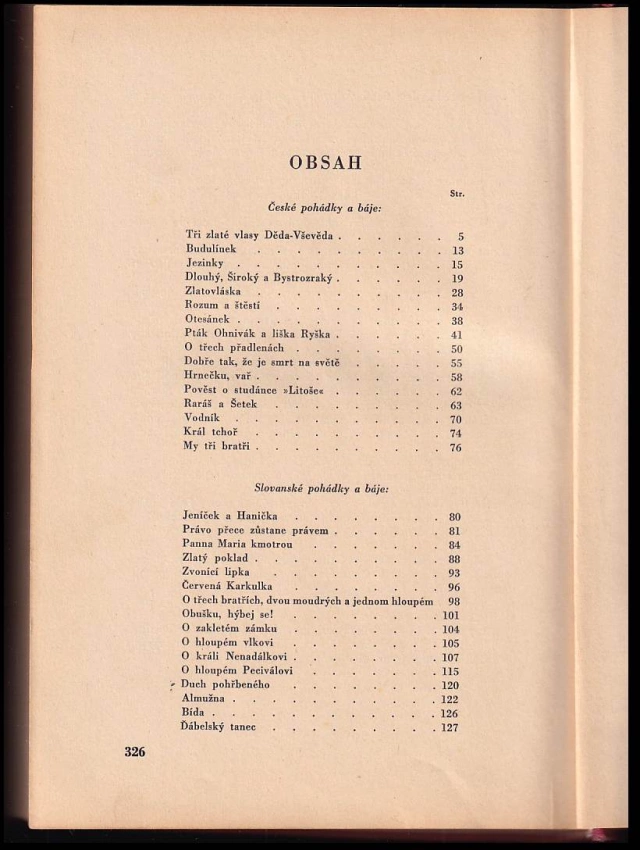 OBSAH
Str.
České pohádky a báje:
Tři zlaté vlasy Děda-Vševěda . . . . . . 5
Budulínek . . . . . . . . . . 13
Jezinky . . . . . . . . . . . 15
Dlouhý, Široký a Bystrozraký . . . . . . 19
Zlatovláska . . . . . . . . . . 28
Rozum a štěstí . . . . . . . . . 34
Otesánek . . . . . . . . . . . 38
Pták Ohnivák a liška Ryška . . . . . . 41
O třech přadlenách . . . . . . . . 50
Dobře tak, že je smrt na světě . . . . . 55
Hrnečku, vař . . . . . . . . . . 58
Pověst o studánce »Litoše« . . . . . . 62
Raráš a Šetek . . . . . . . . . 63
Vodník . . . . . . . . . . . 70
Král tchoř . . . . . . . . . . 74
My tři bratři . . . . . . . . . . 76
Slovanské pohádky a báje:
Jeníček a Hanička . . . . . . . . 80
Právo přece zůstane právem . . . . . . 81
Panna Maria kmotrou . . . . . . . 84
Zlatý poklad . . . . . . . . . . 88
Zvonící lipka . . . . . . . . . 93
Červená Karkulka . . . . . . . . 96
O třech bratřích, dvou moudrých a jednom hloupém 98
Obušku, hýbej se! . . . . . . . . 101
O zakletém zámku . . . . . . . . 104
O hloupém vlkovi . . . . . . . . 105
O králi Nenadálkovi . . . . . . . . 107
O hloupém Peciválovi . . . . . . . 115
Duch pohřbeného . . . . . . . . 120
Almužna . . . . . . . . . . . 122
Bída . . . . . . . . . . . . 126
Ďábelský tanec . . . . . . . . . 127
326